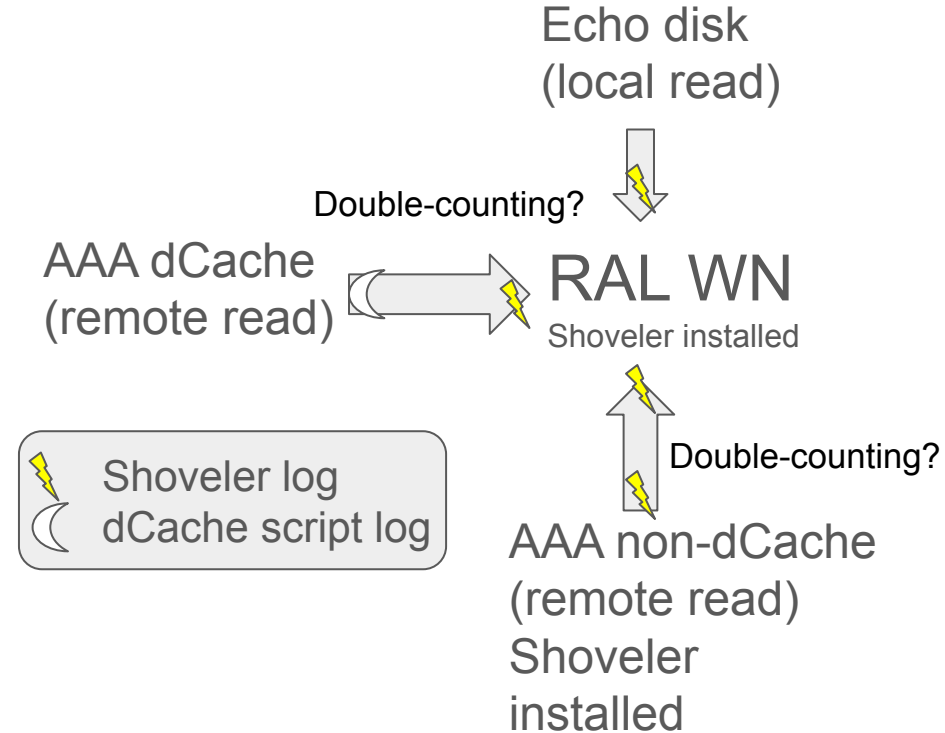 Echo disk
(local read)
Double-counting?
AAA dCache
(remote read)
RAL WN
Shoveler installed
Double-counting?
Shoveler log
dCache script log
AAA non-dCache
(remote read)
Shoveler
installed